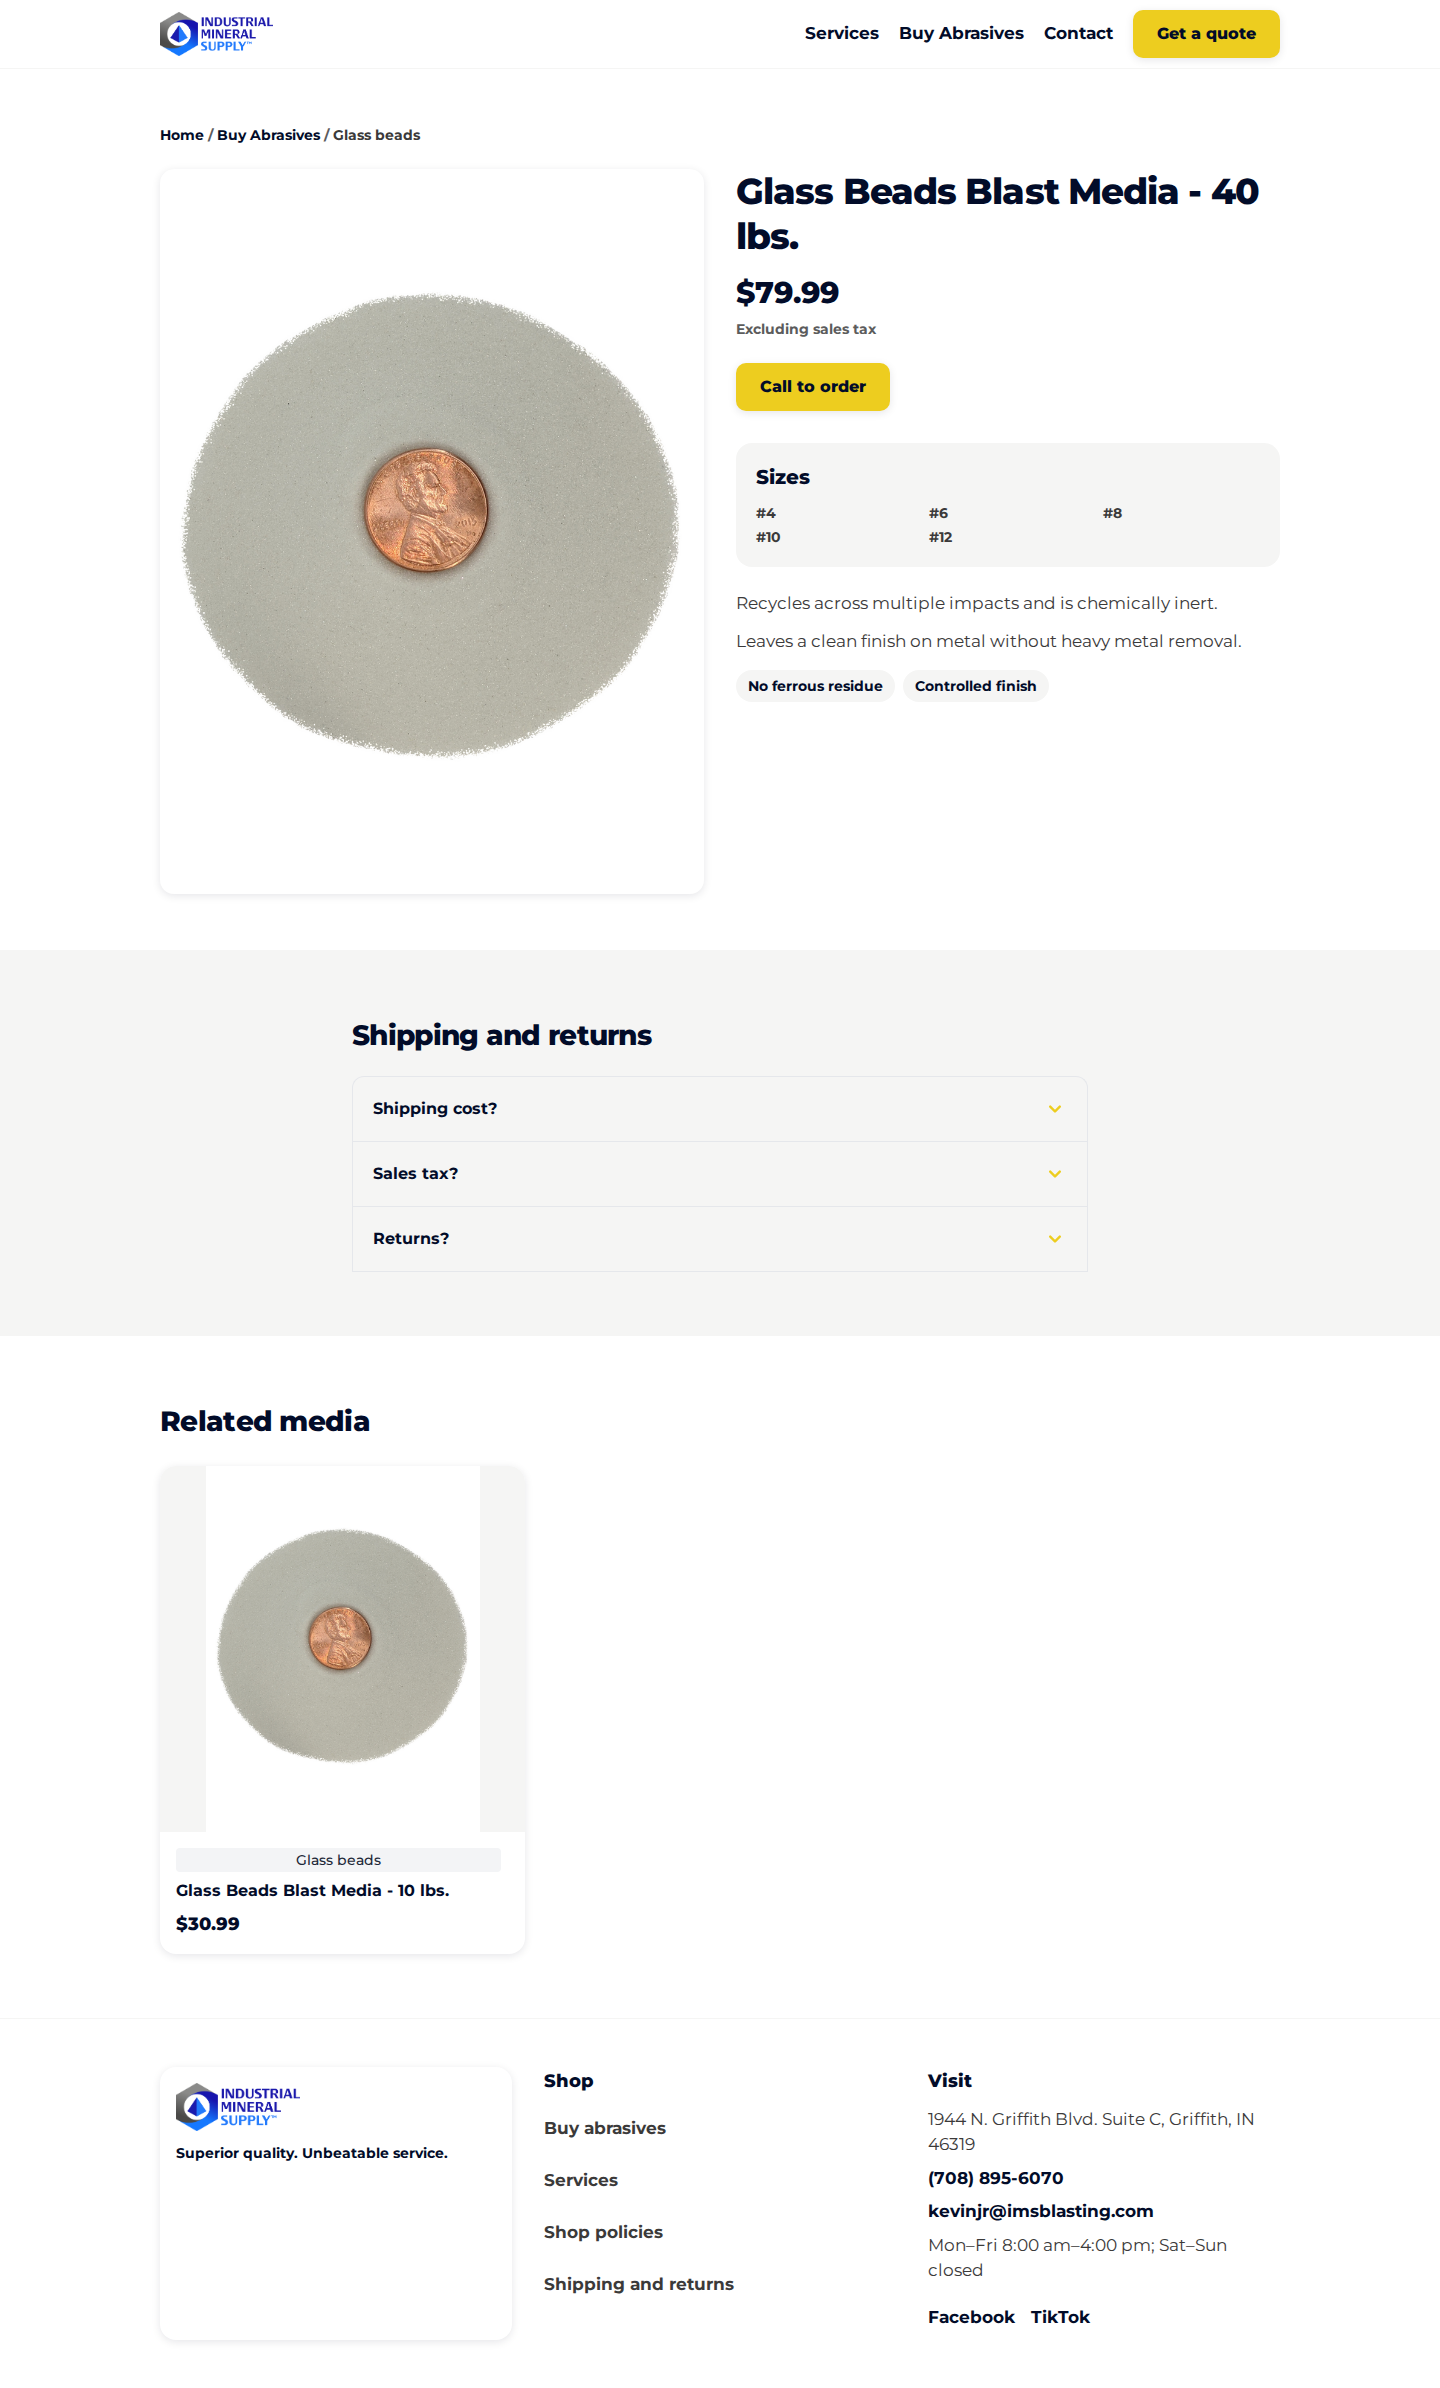 INDUSTRIAL
MINERAL
SUPPLY™
Services
Buy Abrasives
Contact
Get a quote
Home / Buy Abrasives / Glass beads
Glass Beads Blast Media - 40
lbs.
$79.99
Excluding sales tax
Call to order
Sizes
#4
#6
#8
#10
#12
Recycles across multiple impacts and is chemically inert.
Leaves a clean finish on metal without heavy metal removal.
No ferrous residue
Controlled finish
Shipping and returns
Shipping cost?
Sales tax?
Returns?
Related media
Glass beads
Glass Beads Blast Media - 10 lbs.
$30.99
INDUSTRIAL
MINERAL
SUPPLY™
Superior quality. Unbeatable service.
Shop
Buy abrasives
Services
Shop policies
Shipping and returns
Visit
1944 N. Griffith Blvd. Suite C, Griffith, IN
46319
(708) 895-6070
kevinjr@imsblasting.com
Mon–Fri 8:00 am–4:00 pm; Sat–Sun
closed
Facebook
TikTok